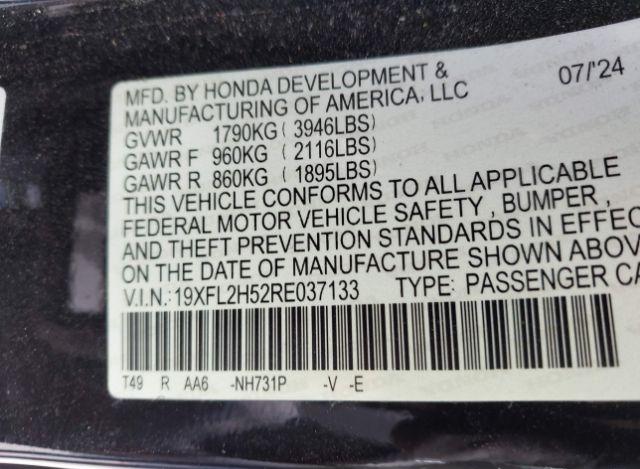 MFD. BY HONDA DEVELOPMENT &
MANUFACTURING OF AMERICA, LLC 07/'24
GVWR 1790KG ( 3946LBS)
GAWR F 960KG ( 2116LBS)
GAWR R 860KG ( 1895LBS)
THIS VEHICLE CONFORMS TO ALL APPLICABLE
FEDERAL MOTOR VEHICLE SAFETY , BUMPER ,
AND THEFT PREVENTION STANDARDS IN EFFEC
ON THE DATE OF MANUFACTURE SHOWN ABOV
V.I.N: 19XFL2H52RE037133 TYPE: PASSENGER CA
T49 R AA6 -NH731P -V -E